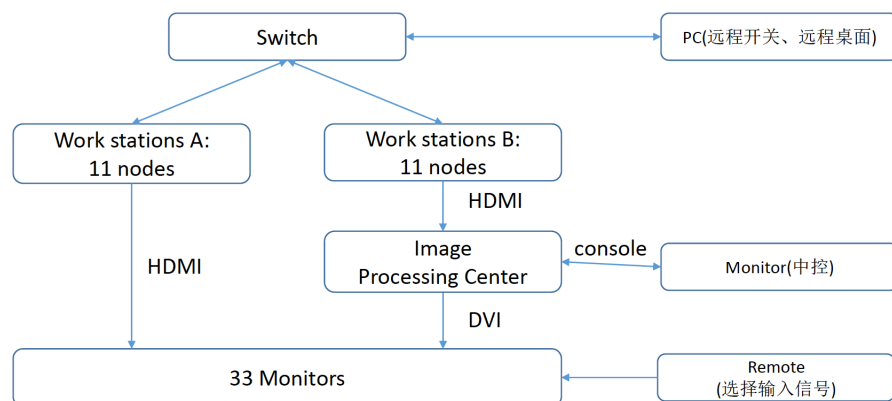 Switch
PC(远程开关、远程桌面)
Work stations A:
11 nodes
Work stations B:
11 nodes
HDMI
HDMI
Image
Processing Center
console
Monitor(中控)
DVI
33 Monitors
Remote
(选择输入信号)